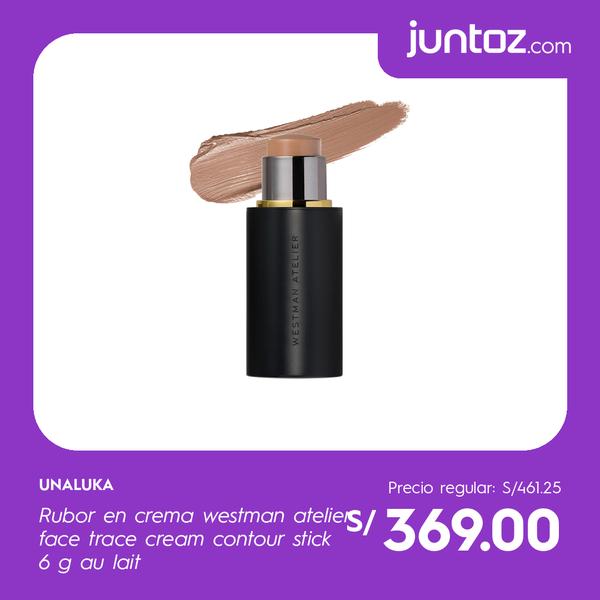 juntoz.com
WESTMAN ATELIER
UNALUKA
Rubor en crema westman atelier
face trace cream contour stick
6 g au lait
Precio regular: S/461.25
S/ 369.00